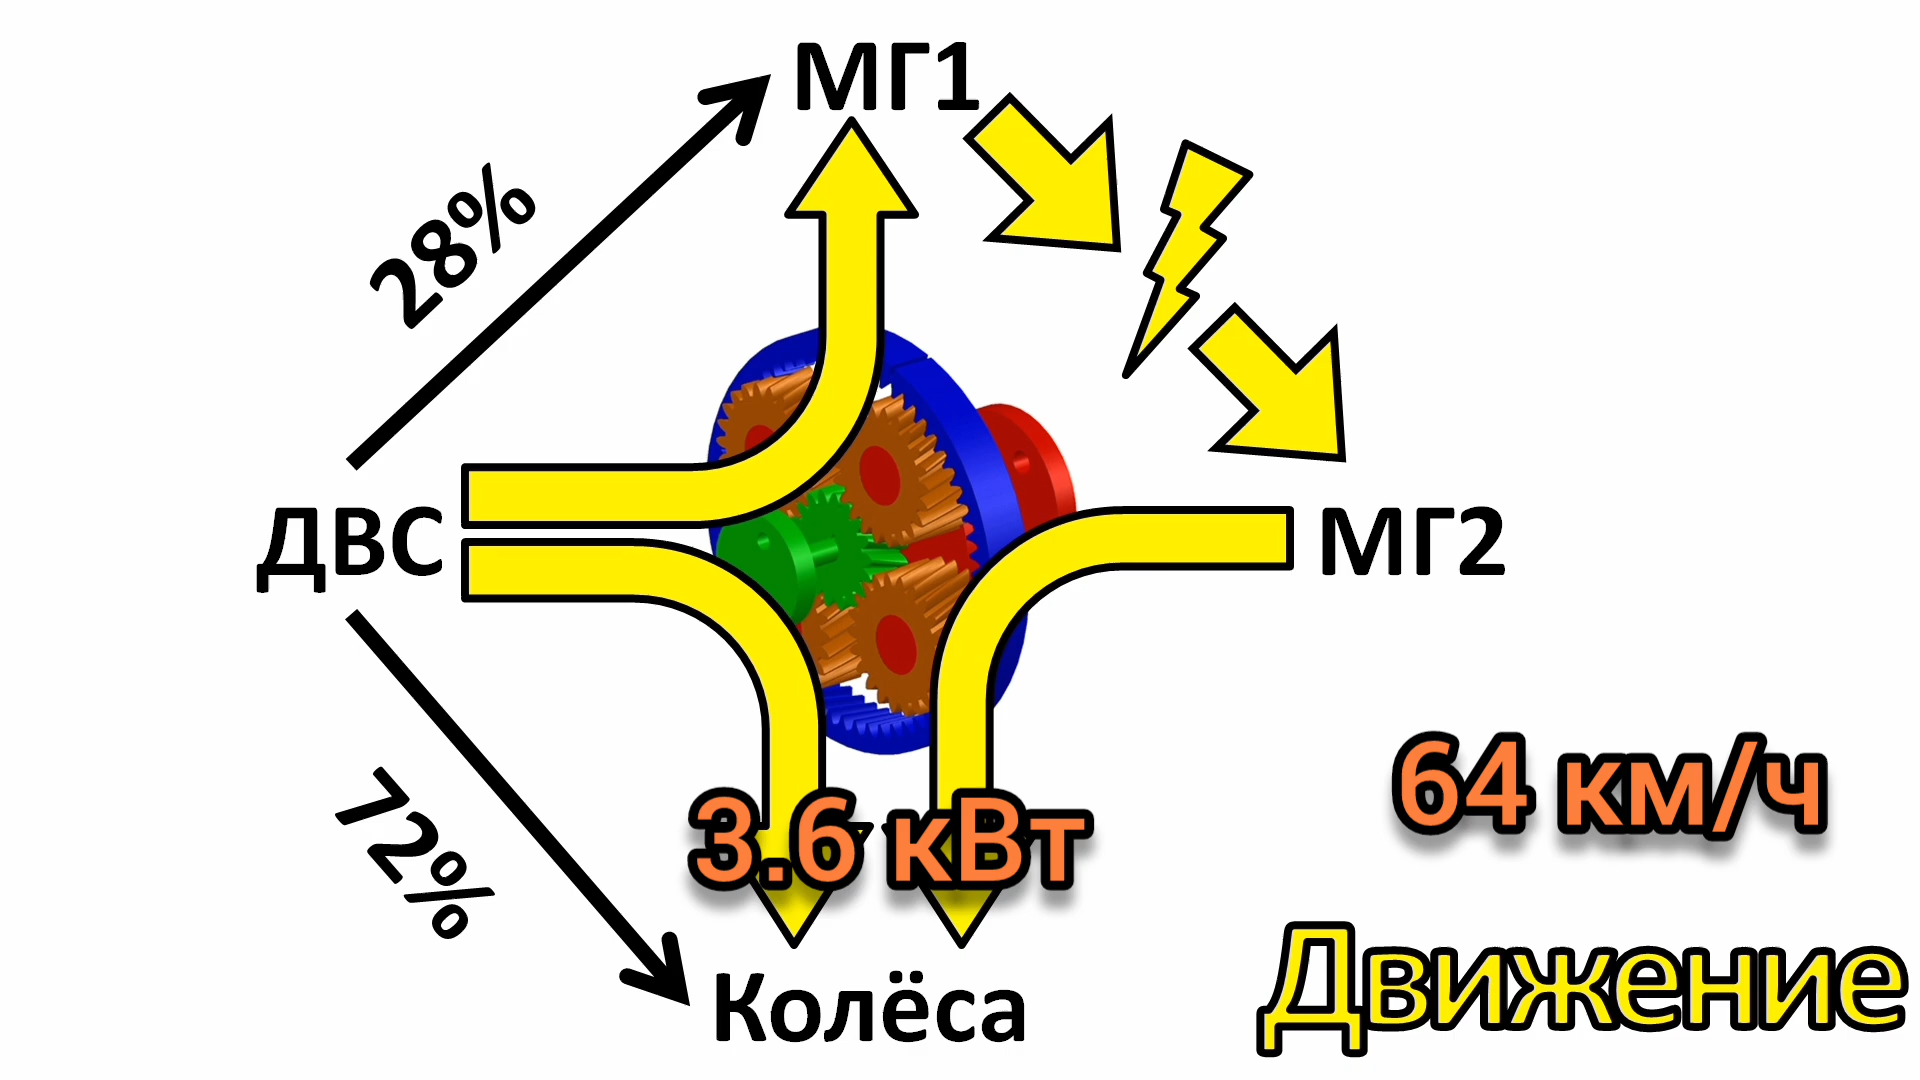 МГ1
28%
ДВС
МГ2
72%
3.6 кВт
64 км/ч
Колёса
Движение